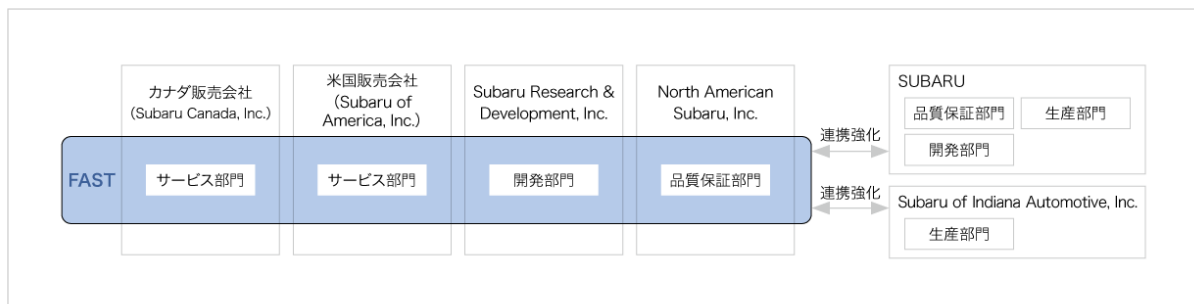 カナダ販売会社
(Subaru Canada, Inc.)
米国販売会社
(Subaru of
America, Inc.)
Subaru Research &
Development, Inc.
North American
Subaru, Inc.
FAST
サービス部門
サービス部門
開発部門
品質保証部門
連携強化
連携強化
SUBARU
品質保証部門
生産部門
開発部門
Subaru of Indiana Automotive, Inc.
生産部門